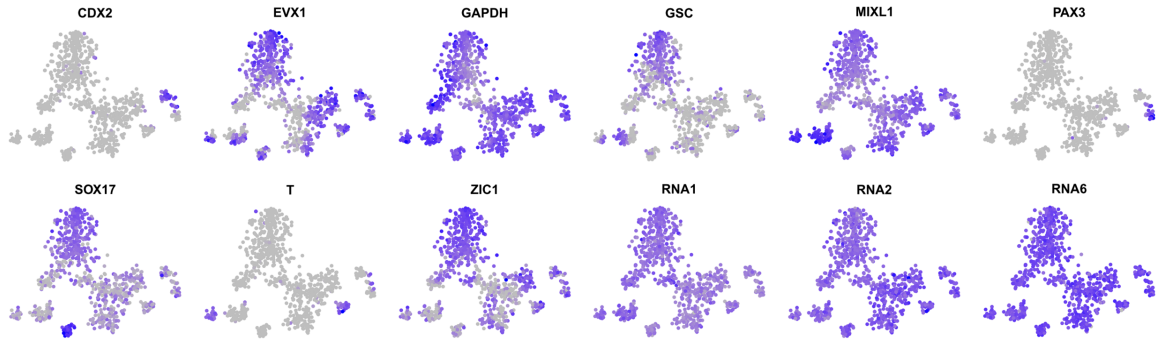 CDX2 EVX1 GAPDH GSC MIXL1 PAX3
SOX17 T ZIC1 RNA1 RNA2 RNA6